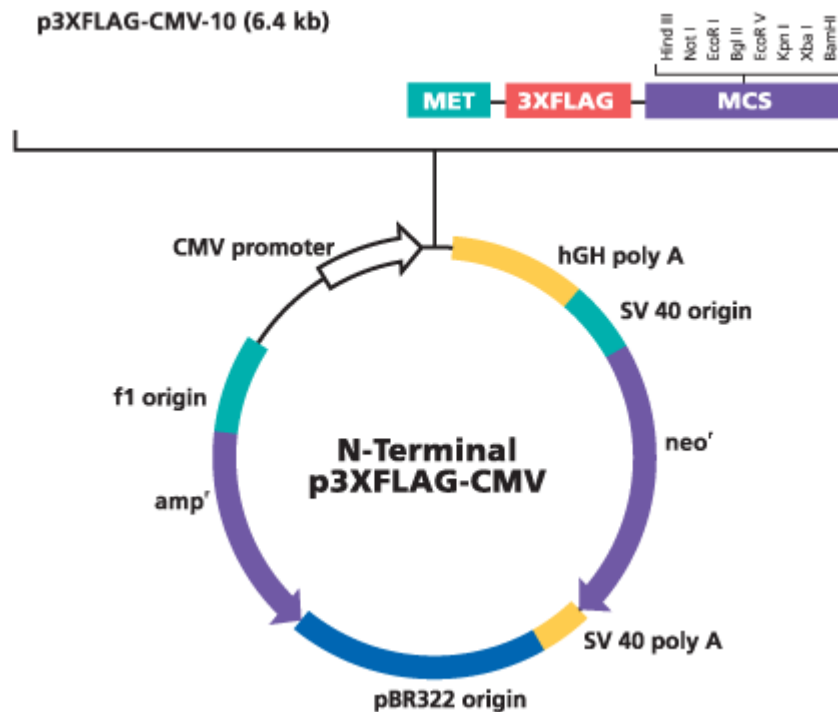 p3XFLAG-CMV-10 (6.4 kb)
Hind III
Not I
EcoR I
Bgl II
EcoR V
Kpn I
Xba I
BamHI
MET
3XFLAG
MCS
CMV promoter
hGH poly A
SV 40 origin
f1 origin
N-Terminal
p3XFLAG-CMV
neoʳ
ampʳ
SV 40 poly A
pBR322 origin